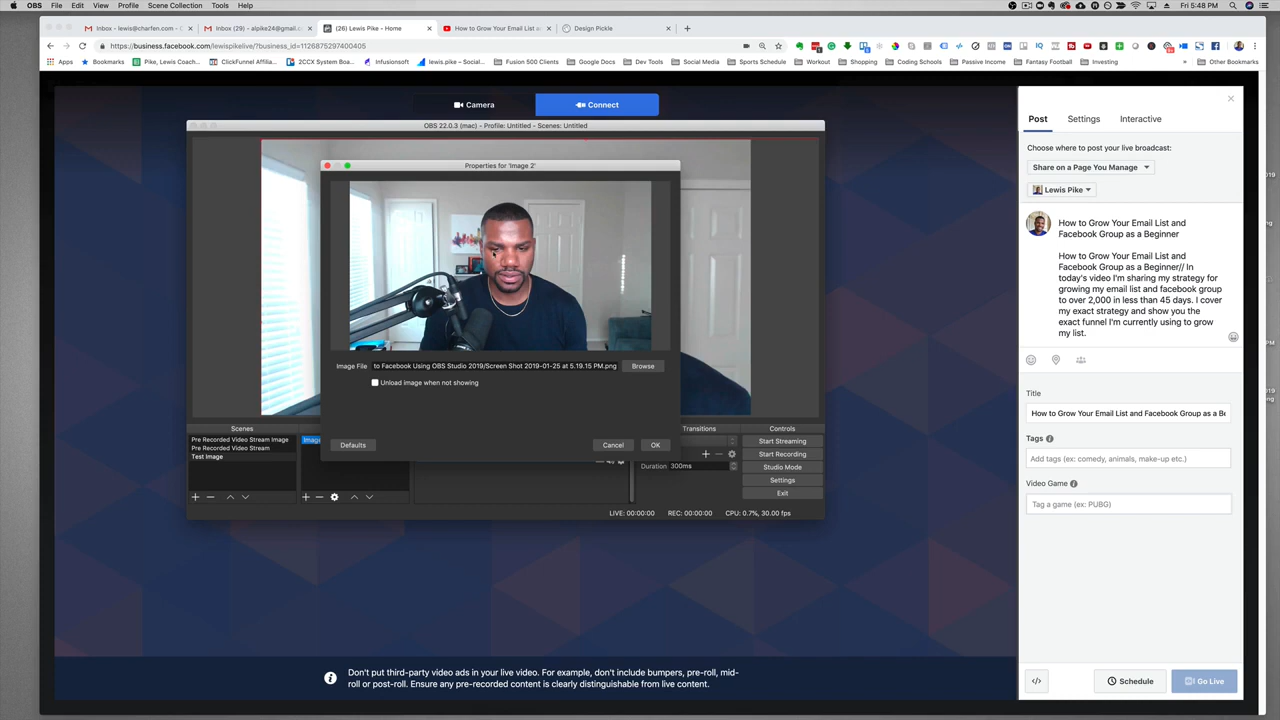 OBS File Edit View Profile Scene Collection Tools Help
Fri 5:48 PM
Inbox - lewis@charfen.com - c
Inbox (29) - alpike24@gmail.c
(26) Lewis Pike - Home
How to Grow Your Email List an
Design Pickle
https://business.facebook.com/lewispikelive/?business_id=1126875297400405
Apps
Bookmarks
Pike, Lewis Coach...
ClickFunnel Affilia...
2CCX System Boa...
Infusionsoft
lewis.pike – Social...
Fusion 500 Clients
Google Docs
Dev Tools
Social Media
Sports Schedule
Workout
Shopping
Coding Schools
Passive Income
Fantasy Football
Investing
Other Bookmarks
Camera
Connect
OBS 22.0.3 (mac) - Profile: Untitled - Scenes: Untitled
Properties for 'Image 2'
Image File
to Facebook Using OBS Studio 2019/Screen Shot 2019-01-25 at 5.19.15 PM.png
Browse
Unload image when not showing
Defaults
Cancel
OK
Scenes
Pre Recorded Video Stream Image
Pre Recorded Video Stream
Test Image
Image
Transitions
Duration 300ms
Controls
Start Streaming
Start Recording
Studio Mode
Settings
Exit
LIVE: 00:00:00
REC: 00:00:00
CPU: 0.7%, 30.00 fps
Don't put third-party video ads in your live video. For example, don't include bumpers, pre-roll, mid-
roll or post-roll. Ensure any pre-recorded content is clearly distinguishable from live content.
Post
Settings
Interactive
Choose where to post your live broadcast:
Share on a Page You Manage
Lewis Pike
How to Grow Your Email List and
Facebook Group as a Beginner
How to Grow Your Email List and
Facebook Group as a Beginner// In
today's video I'm sharing my strategy for
growing my email list and facebook group
to over 2,000 in less than 45 days. I cover
my exact strategy and show you the
exact funnel I'm currently using to grow
my list.
Title
How to Grow Your Email List and Facebook Group as a Be
Tags
Add tags (ex: comedy, animals, make-up etc.)
Video Game
Tag a game (ex: PUBG)
</> Schedule
Go Live